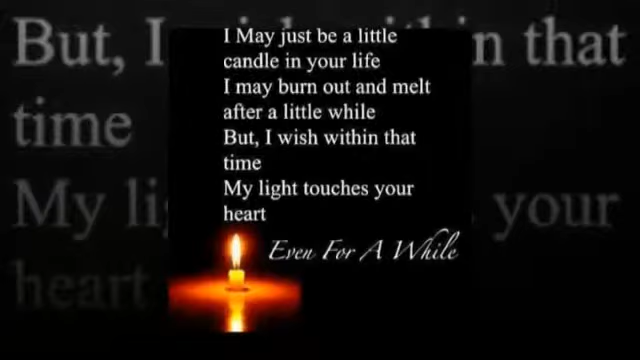 I May just be a little
candle in your life
I may burn out and melt
after a little while
But, I wish within that
time
My light touches your
heart
Even For A While